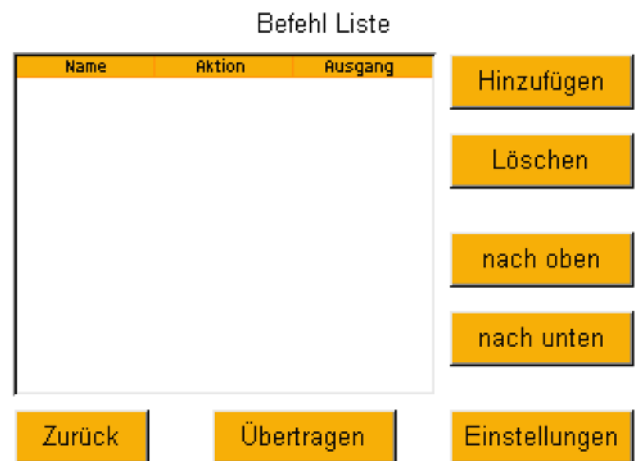 Befehl Liste
Name Aktion Ausgang
Hinzufügen
Löschen
nach oben
nach unten
Zurück Übertragen Einstellungen